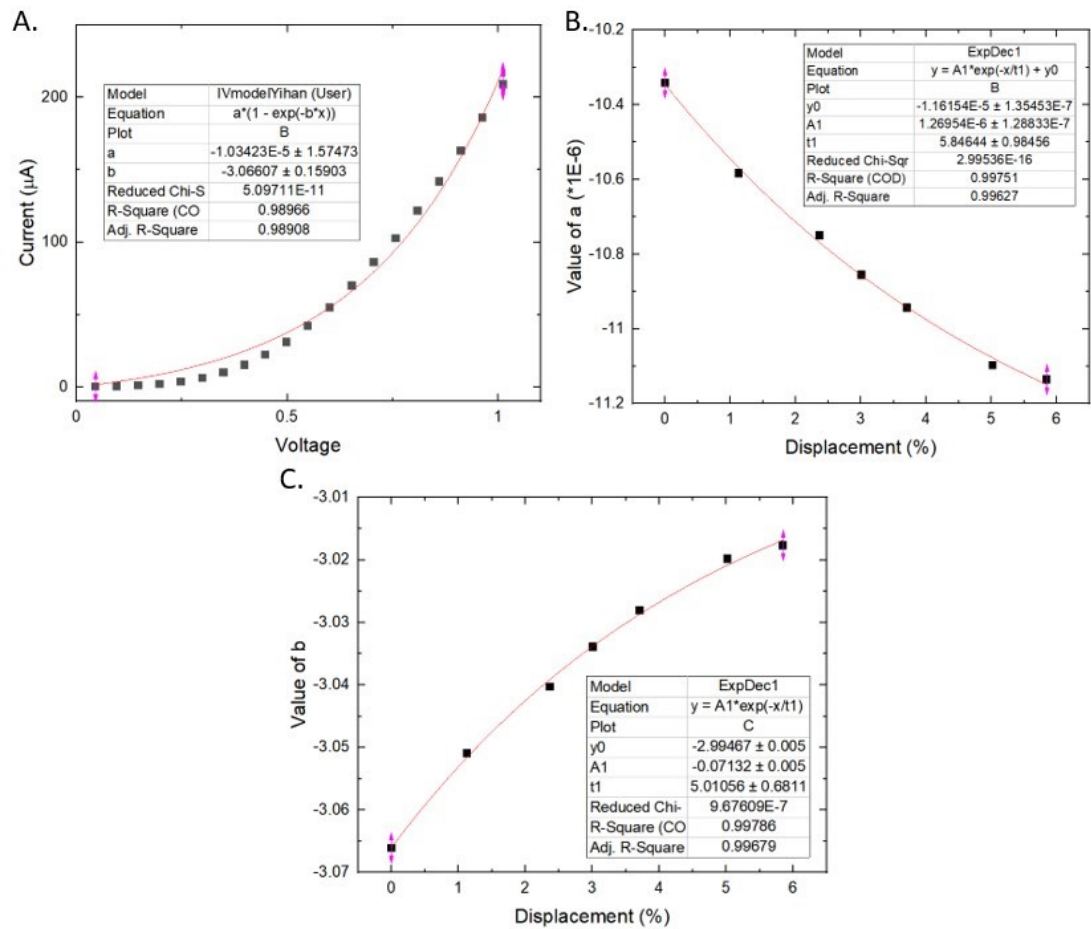 A.
200
100
0
Current (μA)
Model IVmodelYihan (User)
Equation a*(1 - exp(-b*x))
Plot B
a -1.03423E-5 ± 1.57473
b -3.06607 ± 0.15903
Reduced Chi-S 5.09711E-11
R-Square (CO 0.98966
Adj. R-Square 0.98908
0 0.5 1
Voltage
B.
-10.2
-10.4
-10.6
-10.8
-11
-11.2
Value of a (*1E-6)
Model ExpDec1
Equation y = A1*exp(-x/t1) + y0
Plot B
y0 -1.16154E-5 ± 1.35453E-7
A1 1.26954E-6 ± 1.28833E-7
t1 5.84644 ± 0.98456
Reduced Chi-Sqr 2.99536E-16
R-Square (COD) 0.99751
Adj. R-Square 0.99627
0 1 2 3 4 5 6
Displacement (%)
C.
-3.01
-3.02
-3.03
-3.04
-3.05
-3.06
-3.07
Value of b
Model ExpDec1
Equation y = A1*exp(-x/t1)
Plot C
y0 -2.99467 ± 0.005
A1 -0.07132 ± 0.005
t1 5.01056 ± 0.6811
Reduced Chi- 9.67609E-7
R-Square (CO 0.99786
Adj. R-Square 0.99679
0 1 2 3 4 5 6
Displacement (%)